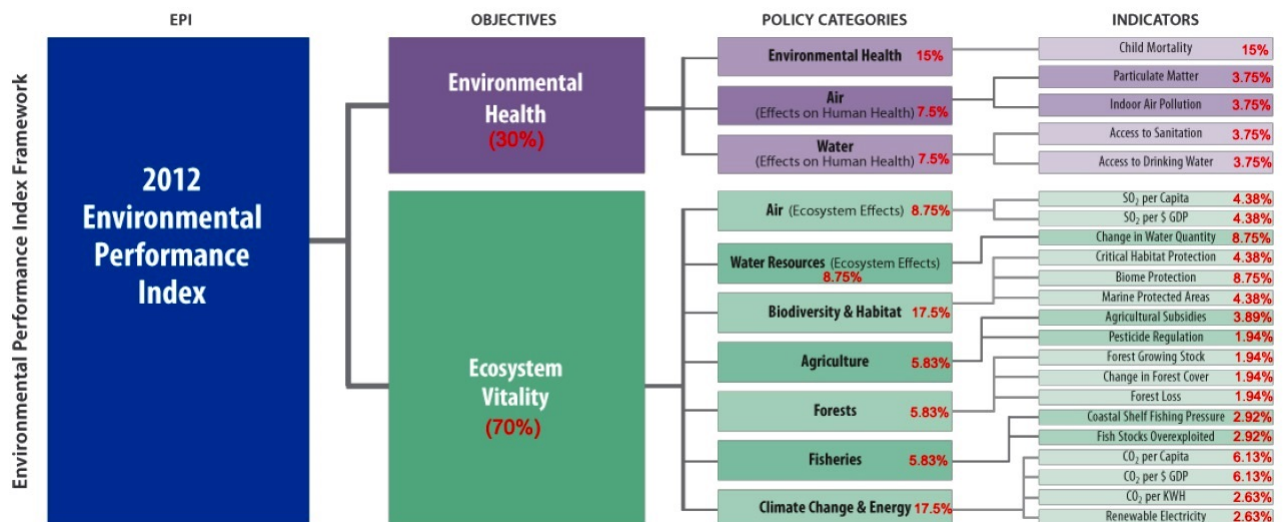 EPI
OBJECTIVES
POLICY CATEGORIES
INDICATORS
Environmental Performance Index Framework
2012
Environmental
Performance
Index
Environmental
Health
(30%)
Ecosystem
Vitality
(70%)
Environmental Health 15%
Air
(Effects on Human Health) 7.5%
Water
(Effects on Human Health) 7.5%
Air (Ecosystem Effects) 8.75%
Water Resources (Ecosystem Effects)
8.75%
Biodiversity & Habitat 17.5%
Agriculture 5.83%
Forests 5.83%
Fisheries 5.83%
Climate Change & Energy 17.5%
Child Mortality 15%
Particulate Matter 3.75%
Indoor Air Pollution 3.75%
Access to Sanitation 3.75%
Access to Drinking Water 3.75%
SO₂ per Capita 4.38%
SO₂ per $ GDP 4.38%
Change in Water Quantity 8.75%
Critical Habitat Protection 4.38%
Biome Protection 8.75%
Marine Protected Areas 4.38%
Agricultural Subsidies 3.89%
Pesticide Regulation 1.94%
Forest Growing Stock 1.94%
Change in Forest Cover 1.94%
Forest Loss 1.94%
Coastal Shelf Fishing Pressure 2.92%
Fish Stocks Overexploited 2.92%
CO₂ per Capita 6.13%
CO₂ per $ GDP 6.13%
CO₂ per KWH 2.63%
Renewable Electricity 2.63%